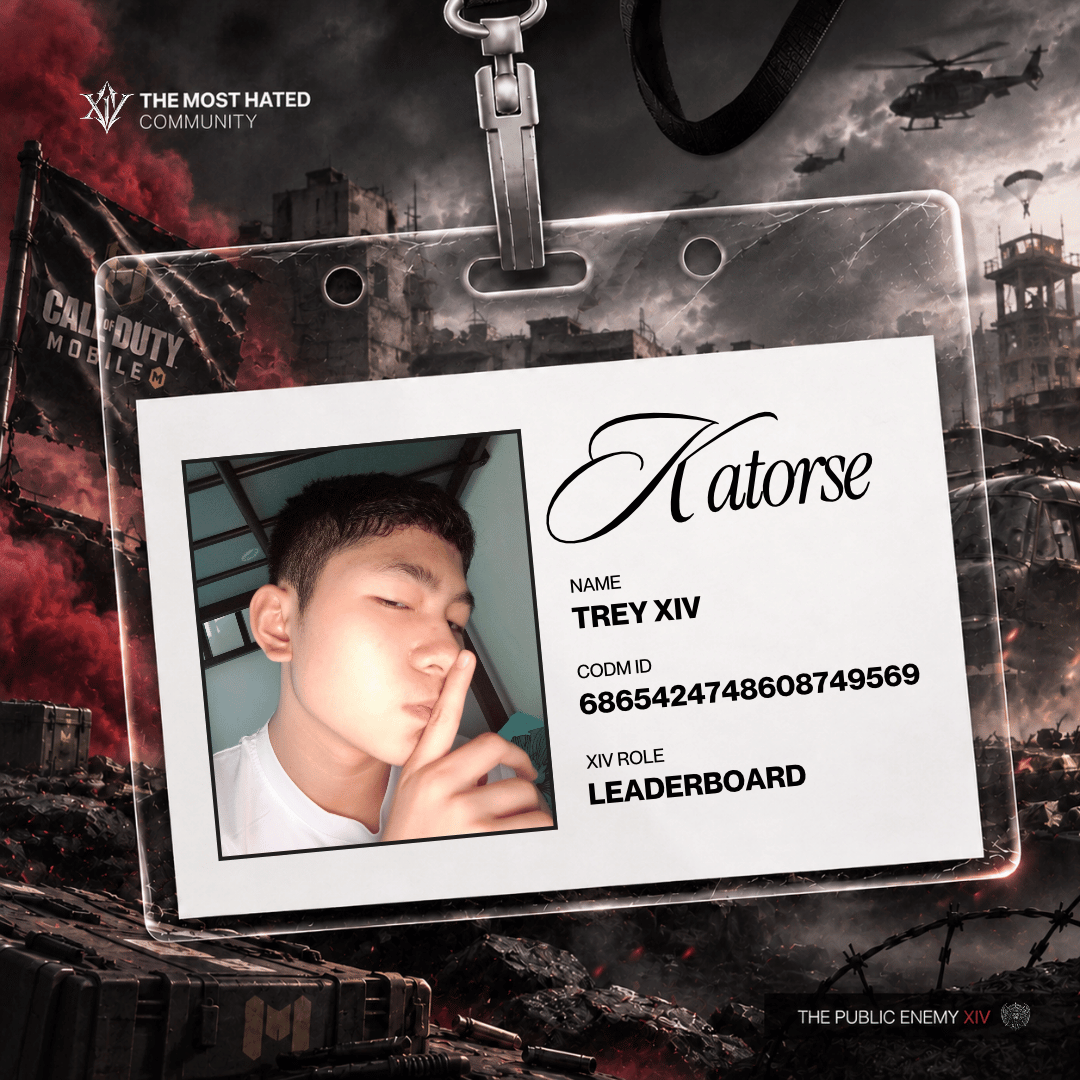 XIV THE MOST HATED
COMMUNITY
CALL OF DUTY
MOBILE
Katorse
NAME
TREY XIV
CODM ID
6865424748608749569
XIV ROLE
LEADERBOARD
THE PUBLIC ENEMY XIV